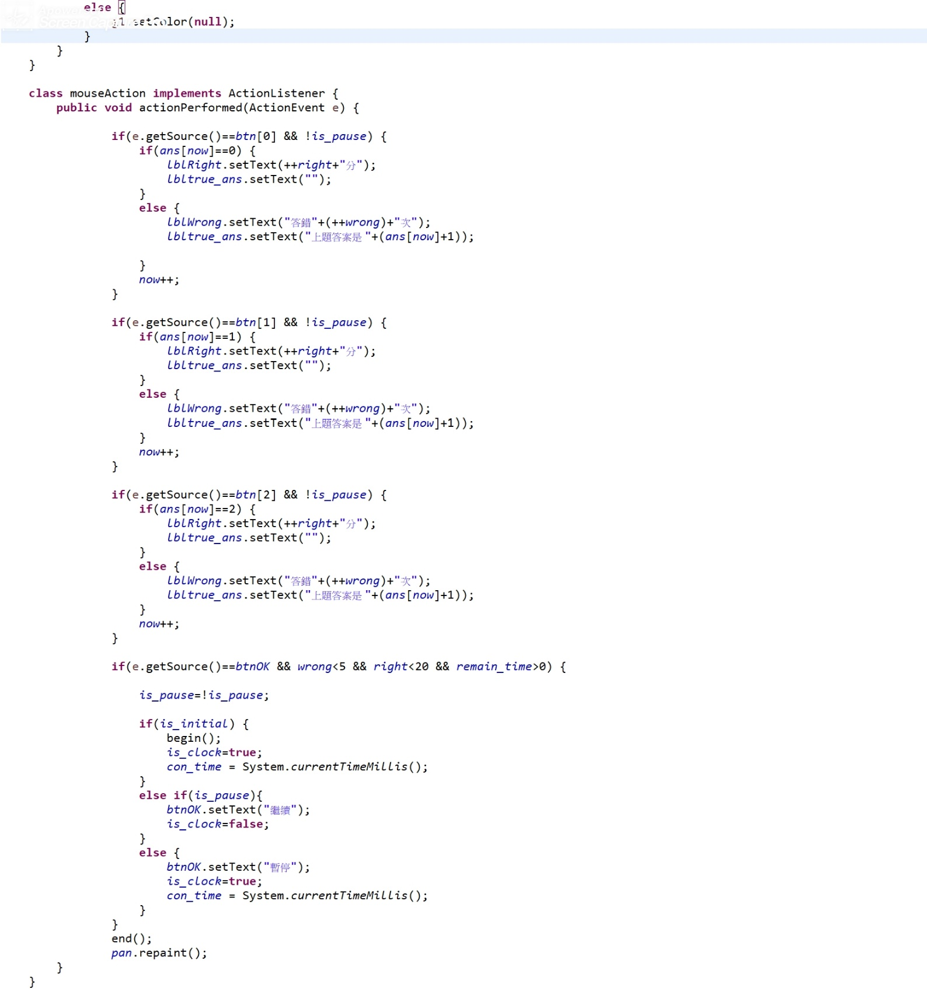 else {
g1.setColor(null);
}
}
}
class mouseAction implements ActionListener {
public void actionPerformed(ActionEvent e) {
if(e.getSource()==btn[0] && !is_pause) {
if(ans[now]==0) {
lblRight.setText(++right+"分");
lbltrue_ans.setText("");
}
else {
lblWrong.setText("答錯"+(++wrong)+"次");
lbltrue_ans.setText("上題答案是 "+(ans[now]+1));
}
now++;
}
if(e.getSource()==btn[1] && !is_pause) {
if(ans[now]==1) {
lblRight.setText(++right+"分");
lbltrue_ans.setText("");
}
else {
lblWrong.setText("答錯"+(++wrong)+"次");
lbltrue_ans.setText("上題答案是 "+(ans[now]+1));
}
now++;
}
if(e.getSource()==btn[2] && !is_pause) {
if(ans[now]==2) {
lblRight.setText(++right+"分");
lbltrue_ans.setText("");
}
else {
lblWrong.setText("答錯"+(++wrong)+"次");
lbltrue_ans.setText("上題答案是 "+(ans[now]+1));
}
now++;
}
if(e.getSource()==btnOK && wrong<5 && right<20 && remain_time>0) {
is_pause=!is_pause;
if(is_initial) {
begin();
is_clock=true;
con_time = System.currentTimeMillis();
}
else if(is_pause){
btnOK.setText("繼續");
is_clock=false;
}
else {
btnOK.setText("暫停");
is_clock=true;
con_time = System.currentTimeMillis();
}
}
end();
pan.repaint();
}
}